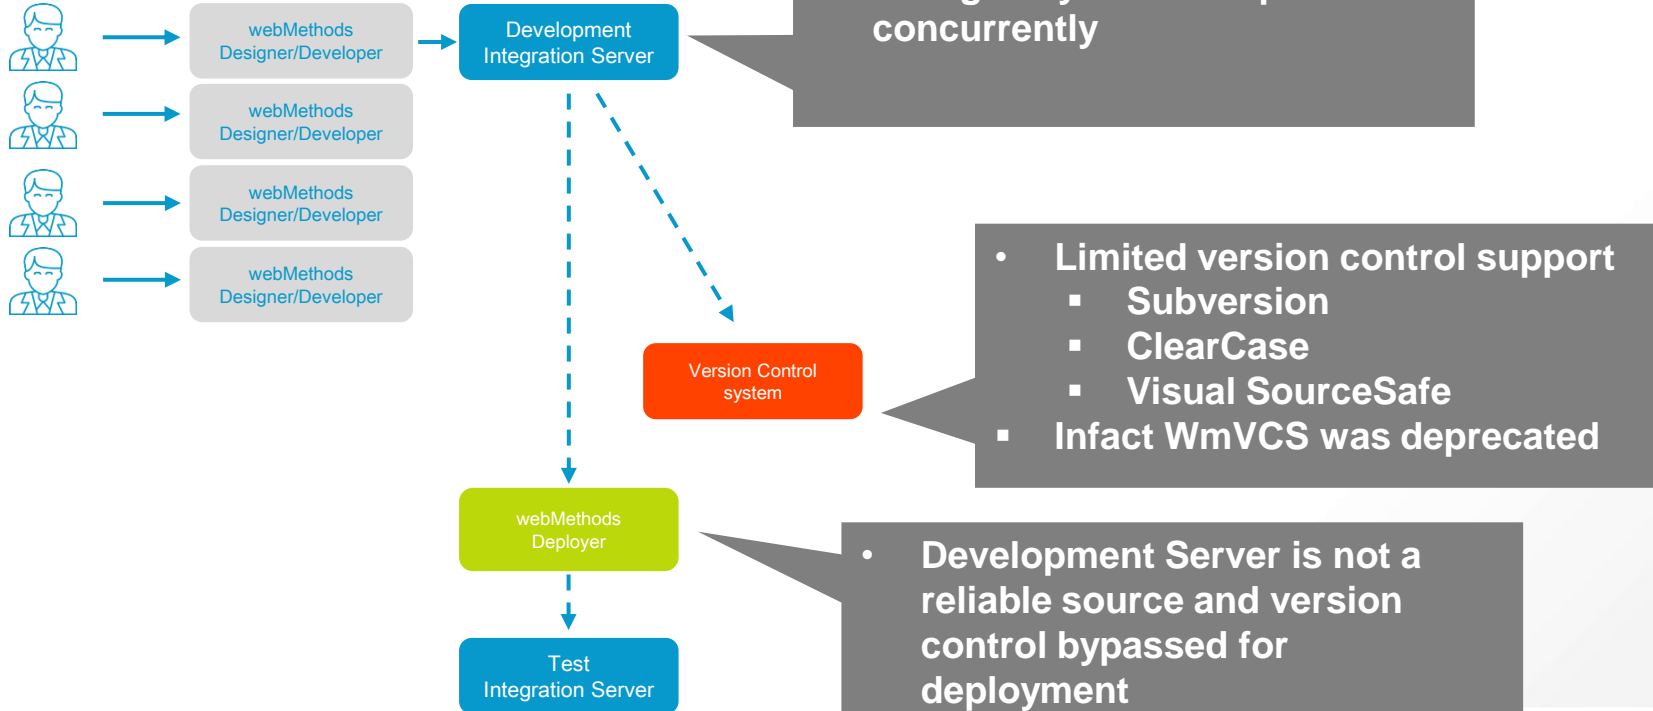 concurrently
webMethods
Designer/Developer
Development
Integration Server
webMethods
Designer/Developer
webMethods
Designer/Developer
webMethods
Designer/Developer
• Limited version control support
▪ Subversion
▪ ClearCase
▪ Visual SourceSafe
▪ Infact WmVCS was deprecated
Version Control
system
webMethods
Deployer
• Development Server is not a
reliable source and version
control bypassed for
deployment
Test
Integration Server